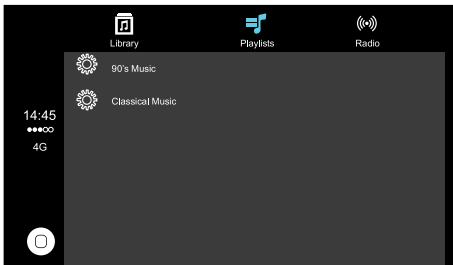 Library
Playlists
Radio
90's Music
Classical Music
14:45
4G